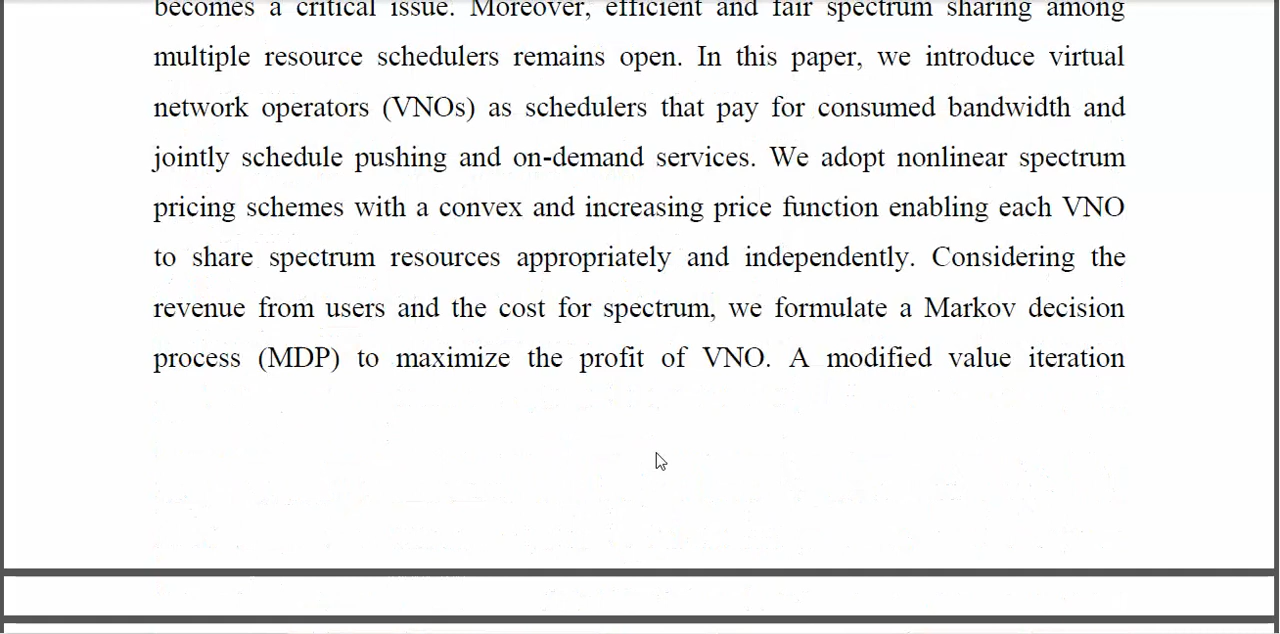 becomes a critical issue. Moreover, efficient and fair spectrum sharing among
multiple resource schedulers remains open. In this paper, we introduce virtual
network operators (VNOs) as schedulers that pay for consumed bandwidth and
jointly schedule pushing and on-demand services. We adopt nonlinear spectrum
pricing schemes with a convex and increasing price function enabling each VNO
to share spectrum resources appropriately and independently. Considering the
revenue from users and the cost for spectrum, we formulate a Markov decision
process (MDP) to maximize the profit of VNO. A modified value iteration